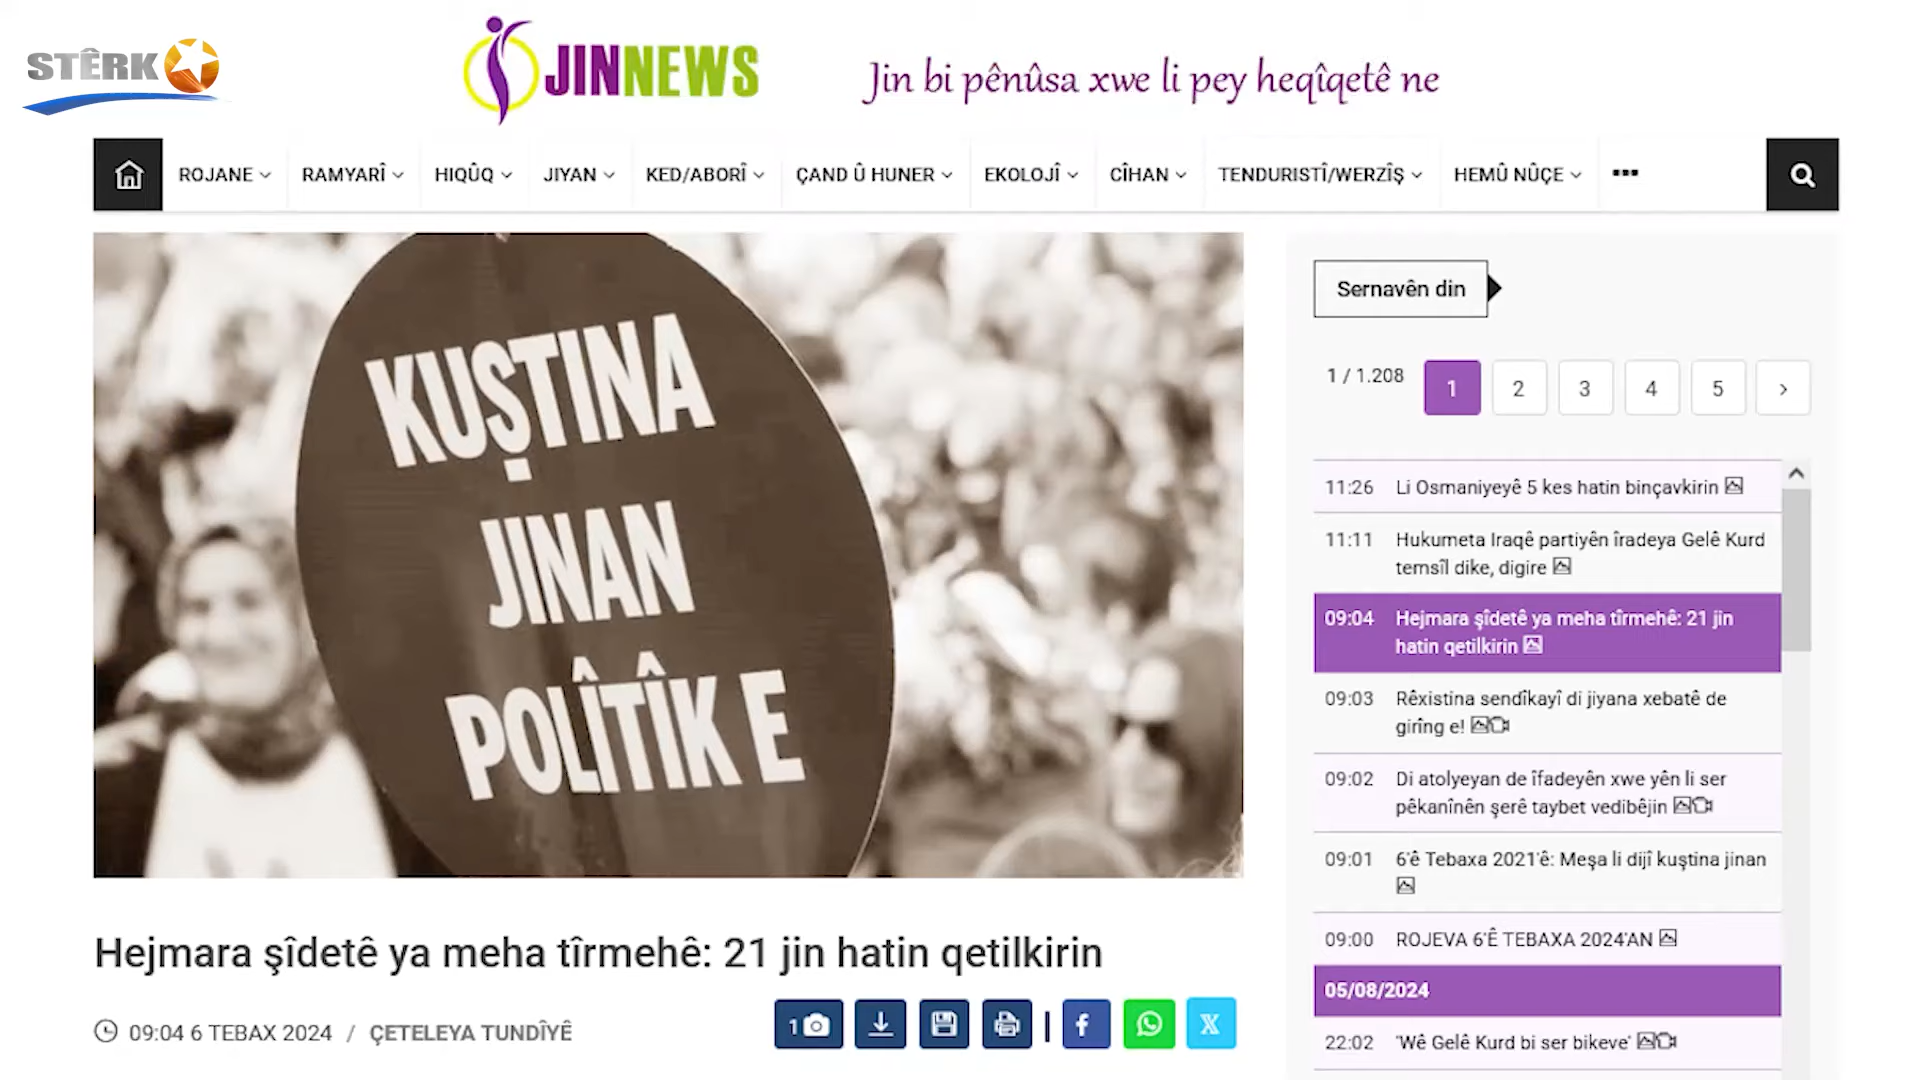 STÊRK
JINNEWS
Jin bi pênûsa xwe li pey heqîqetê ne
ROJANE
RAMYARÎ
HIQÛQ
JIYAN
KED/ABORÎ
ÇAND Û HUNER
EKOLOJÎ
CÎHAN
TENDURISTÎ/WERZÎŞ
HEMÛ NÛÇE
•••
KUŞTINA
JINAN
POLÎTÎK E
Hejmara şîdetê ya meha tîrmehê: 21 jin hatin qetilkirin
09:04 6 TEBAX 2024 / ÇETELEYA TUNDÎYÊ
1
Sernavên din
1 / 1.208
1 2 3 4 5 >
11:26 Li Osmaniyeyê 5 kes hatin binçavkirin
11:11 Hukumeta Iraqê partiyên îradeya Gelê Kurd
temsîl dike, digire
09:04 Hejmara şîdetê ya meha tîrmehê: 21 jin
hatin qetilkirin
09:03 Rêxistina sendîkayî di jiyana xebatê de
girîng e!
09:02 Di atolyeyan de îfadeyên xwe yên li ser
pêkanînên şerê taybet vedibêjin
09:01 6'ê Tebaxa 2021'ê: Meşa li dijî kuştina jinan
09:00 ROJEVA 6'Ê TEBAXA 2024'AN
05/08/2024
22:02 'Wê Gelê Kurd bi ser bikeve'